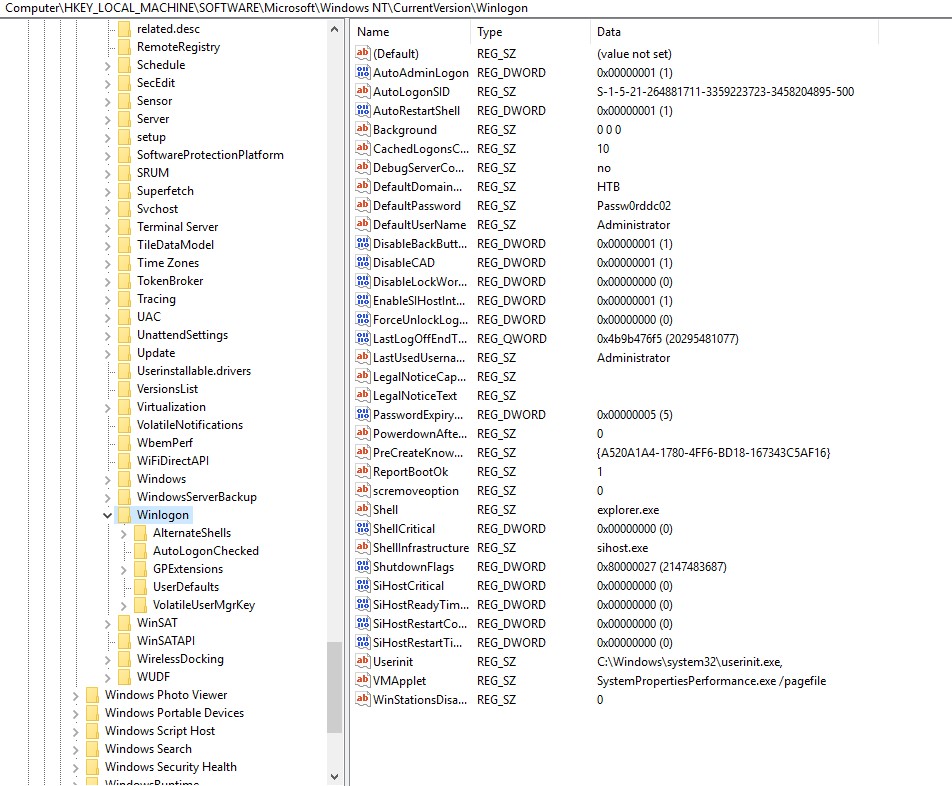 Computer\HKEY_LOCAL_MACHINE\SOFTWARE\Microsoft\Windows NT\CurrentVersion\Winlogon
related.desc
RemoteRegistry
Schedule
SecEdit
Sensor
Server
setup
SoftwareProtectionPlatform
SRUM
Superfetch
Svchost
Terminal Server
TileDataModel
Time Zones
TokenBroker
Tracing
UAC
UnattendSettings
Update
Userinstallable.drivers
VersionsList
Virtualization
VolatileNotifications
WbemPerf
WiFiDirectAPI
Windows
WindowsServerBackup
Winlogon
AlternateShells
AutoLogonChecked
GPExtensions
UserDefaults
VolatileUserMgrKey
WinSAT
WinSATAPI
WirelessDocking
WUDF
Windows Photo Viewer
Windows Portable Devices
Windows Script Host
Windows Search
Windows Security Health
WindowsRuntime
Name Type Data
(Default) REG_SZ (value not set)
AutoAdminLogon REG_DWORD 0x00000001 (1)
AutoLogonSID REG_SZ S-1-5-21-264881711-3359223723-3458204895-500
AutoRestartShell REG_DWORD 0x00000001 (1)
Background REG_SZ 0 0 0
CachedLogonsC... REG_SZ 10
DebugServerCo... REG_SZ no
DefaultDomain... REG_SZ HTB
DefaultPassword REG_SZ Passw0rddc02
DefaultUserName REG_SZ Administrator
DisableBackButt... REG_DWORD 0x00000001 (1)
DisableCAD REG_DWORD 0x00000001 (1)
DisableLockWor... REG_DWORD 0x00000000 (0)
EnableSIHostInt... REG_DWORD 0x00000001 (1)
ForceUnlockLog... REG_DWORD 0x00000000 (0)
LastLogOffEndT... REG_QWORD 0x4b9b476f5 (20295481077)
LastUsedUserna... REG_SZ Administrator
LegalNoticeCap... REG_SZ
LegalNoticeText REG_SZ
PasswordExpiry... REG_DWORD 0x00000005 (5)
PowerdownAfte... REG_SZ 0
PreCreateKnow... REG_SZ {A520A1A4-1780-4FF6-BD18-167343C5AF16}
ReportBootOk REG_SZ 1
scremoveoption REG_SZ 0
Shell REG_SZ explorer.exe
ShellCritical REG_DWORD 0x00000000 (0)
ShellInfrastructure REG_SZ sihost.exe
ShutdownFlags REG_DWORD 0x80000027 (2147483687)
SiHostCritical REG_DWORD 0x00000000 (0)
SiHostReadyTim... REG_DWORD 0x00000000 (0)
SiHostRestartCo... REG_DWORD 0x00000000 (0)
SiHostRestartTi... REG_DWORD 0x00000000 (0)
Userinit REG_SZ C:\Windows\system32\userinit.exe,
VMApplet REG_SZ SystemPropertiesPerformance.exe /pagefile
WinStationsDisa... REG_SZ 0